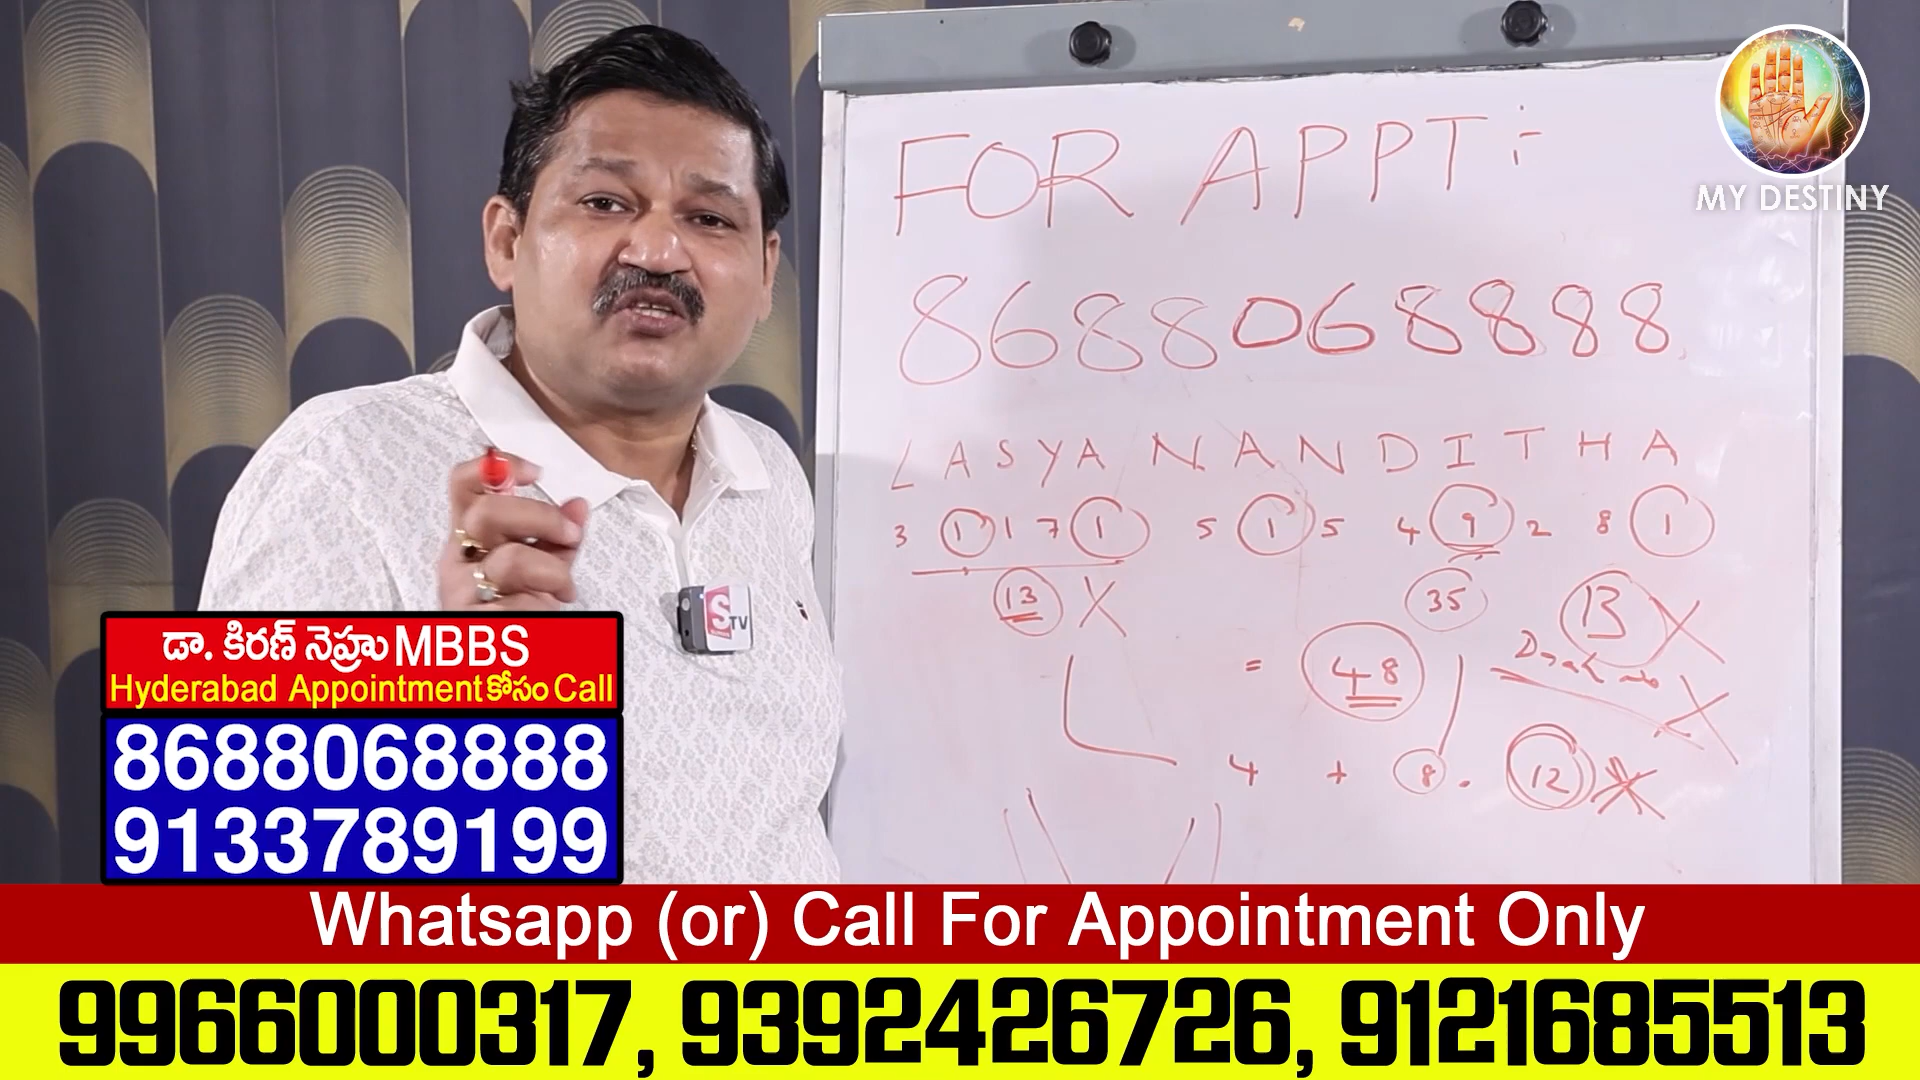 MY DESTINY
FOR APPT :-
8688068888
LASYA NANDITHA
3 1 1 7 1 5 1 5 4 9 2 8 1
13 X 35 13 X
= 48
4 + 8 . 12 X
STV
డా. కిరణ్ నెహ్రు MBBS
Hyderabad Appointment కోసం Call
8688068888
9133789199
Whatsapp (or) Call For Appointment Only
9966000317, 9392426726, 9121685513